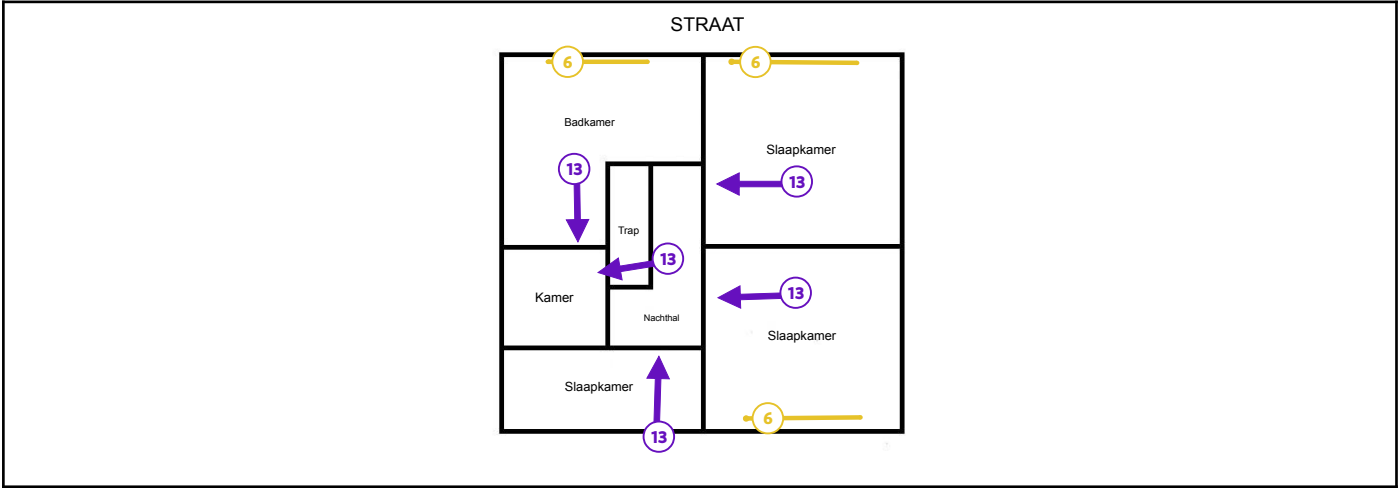 STRAAT
6
6
Badkamer
Slaapkamer
13
13
Trap
13
Kamer
13
Nachthal
Slaapkamer
Slaapkamer
6
13